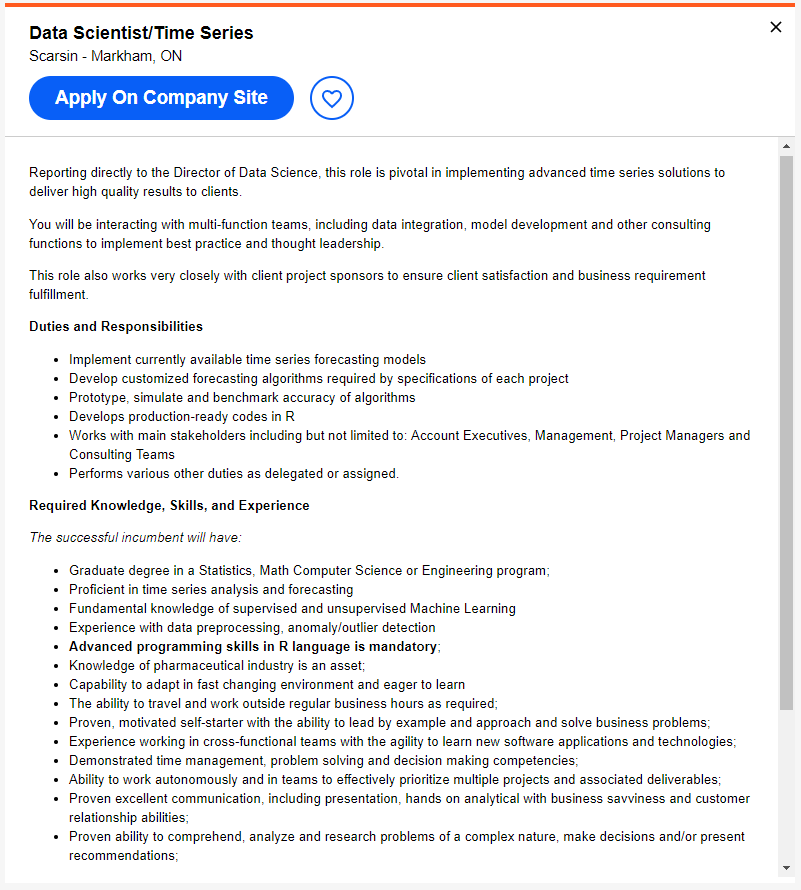 Data Scientist/Time Series
Scarsin - Markham, ON
Apply On Company Site
Reporting directly to the Director of Data Science, this role is pivotal in implementing advanced time series solutions to
deliver high quality results to clients.
You will be interacting with multi-function teams, including data integration, model development and other consulting
functions to implement best practice and thought leadership.
This role also works very closely with client project sponsors to ensure client satisfaction and business requirement
fulfillment.
Duties and Responsibilities
• Implement currently available time series forecasting models
• Develop customized forecasting algorithms required by specifications of each project
• Prototype, simulate and benchmark accuracy of algorithms
• Develops production-ready codes in R
• Works with main stakeholders including but not limited to: Account Executives, Management, Project Managers and
Consulting Teams
• Performs various other duties as delegated or assigned.
Required Knowledge, Skills, and Experience
The successful incumbent will have:
• Graduate degree in a Statistics, Math Computer Science or Engineering program;
• Proficient in time series analysis and forecasting
• Fundamental knowledge of supervised and unsupervised Machine Learning
• Experience with data preprocessing, anomaly/outlier detection
• Advanced programming skills in R language is mandatory;
• Knowledge of pharmaceutical industry is an asset;
• Capability to adapt in fast changing environment and eager to learn
• The ability to travel and work outside regular business hours as required;
• Proven, motivated self-starter with the ability to lead by example and approach and solve business problems;
• Experience working in cross-functional teams with the agility to learn new software applications and technologies;
• Demonstrated time management, problem solving and decision making competencies;
• Ability to work autonomously and in teams to effectively prioritize multiple projects and associated deliverables;
• Proven excellent communication, including presentation, hands on analytical with business savviness and customer
relationship abilities;
• Proven ability to comprehend, analyze and research problems of a complex nature, make decisions and/or present
recommendations;